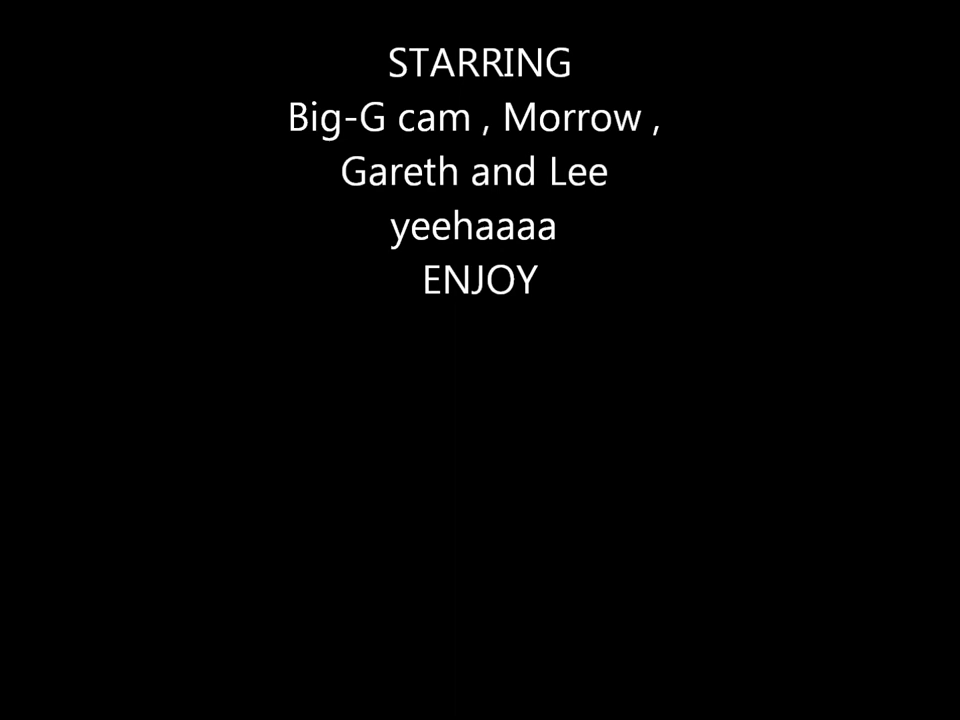 STARRING
Big-G cam , Morrow ,
Gareth and Lee
yeehaaaa
ENJOY